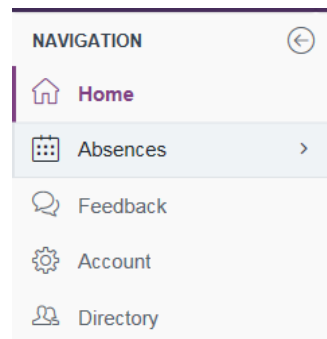 NAVIGATION
Home
Absences
Feedback
Account
Directory